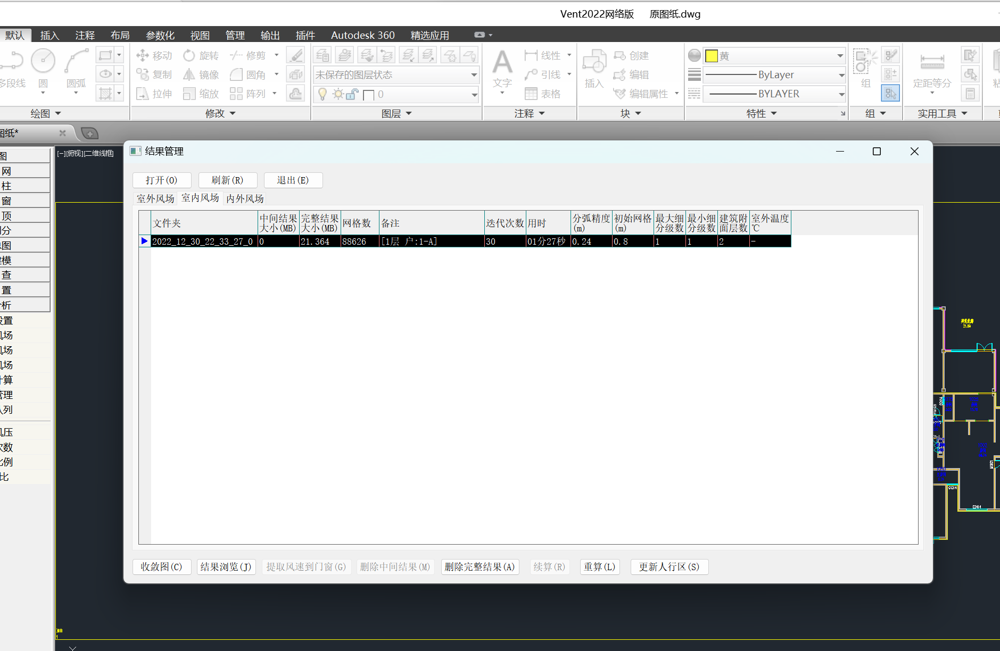 Vent2022网络版 原图纸.dwg
默认 插入 注释 布局 参数化 视图 管理 输出 插件 Autodesk 360 精选应用
移动 旋转 修剪
复制 镜像 圆角
拉伸 缩放 阵列
多段线 圆 圆弧
未保存的图层状态
0
文字
线性
引线
表格
插入
创建
编辑
编辑属性
黄
ByLayer
BYLAYER
组
定距等分
粘
绘图 修改 图层 注释 块 特性 组 实用工具
图纸*
[−][俯视][二维线框]
图
网
柱
窗
顶
分
图
模
查
置
析
设置
风场
风场
风场
计算
管理
队列
风压
次数
比例
比
结果管理
打开(O) 刷新(R) 退出(E)
室外风场 室内风场 内外风场
文件夹 中间结果大小(MB) 完整结果大小(MB) 网格数 备注 迭代次数 用时 分弧精度(m) 初始网格(m) 最大细分级数 最小细分级数 建筑附面层数 室外温度℃
2022_12_30_22_33_27_0 0 21.364 88626 [1层 户:1-A] 30 01分27秒 0.24 0.8 1 1 2 -
收敛图(C) 结果浏览(J) 提取风速到门窗(G) 删除中间结果(M) 删除完整结果(A) 续算(R) 重算(L) 更新人行区(S)
C1314
C2414